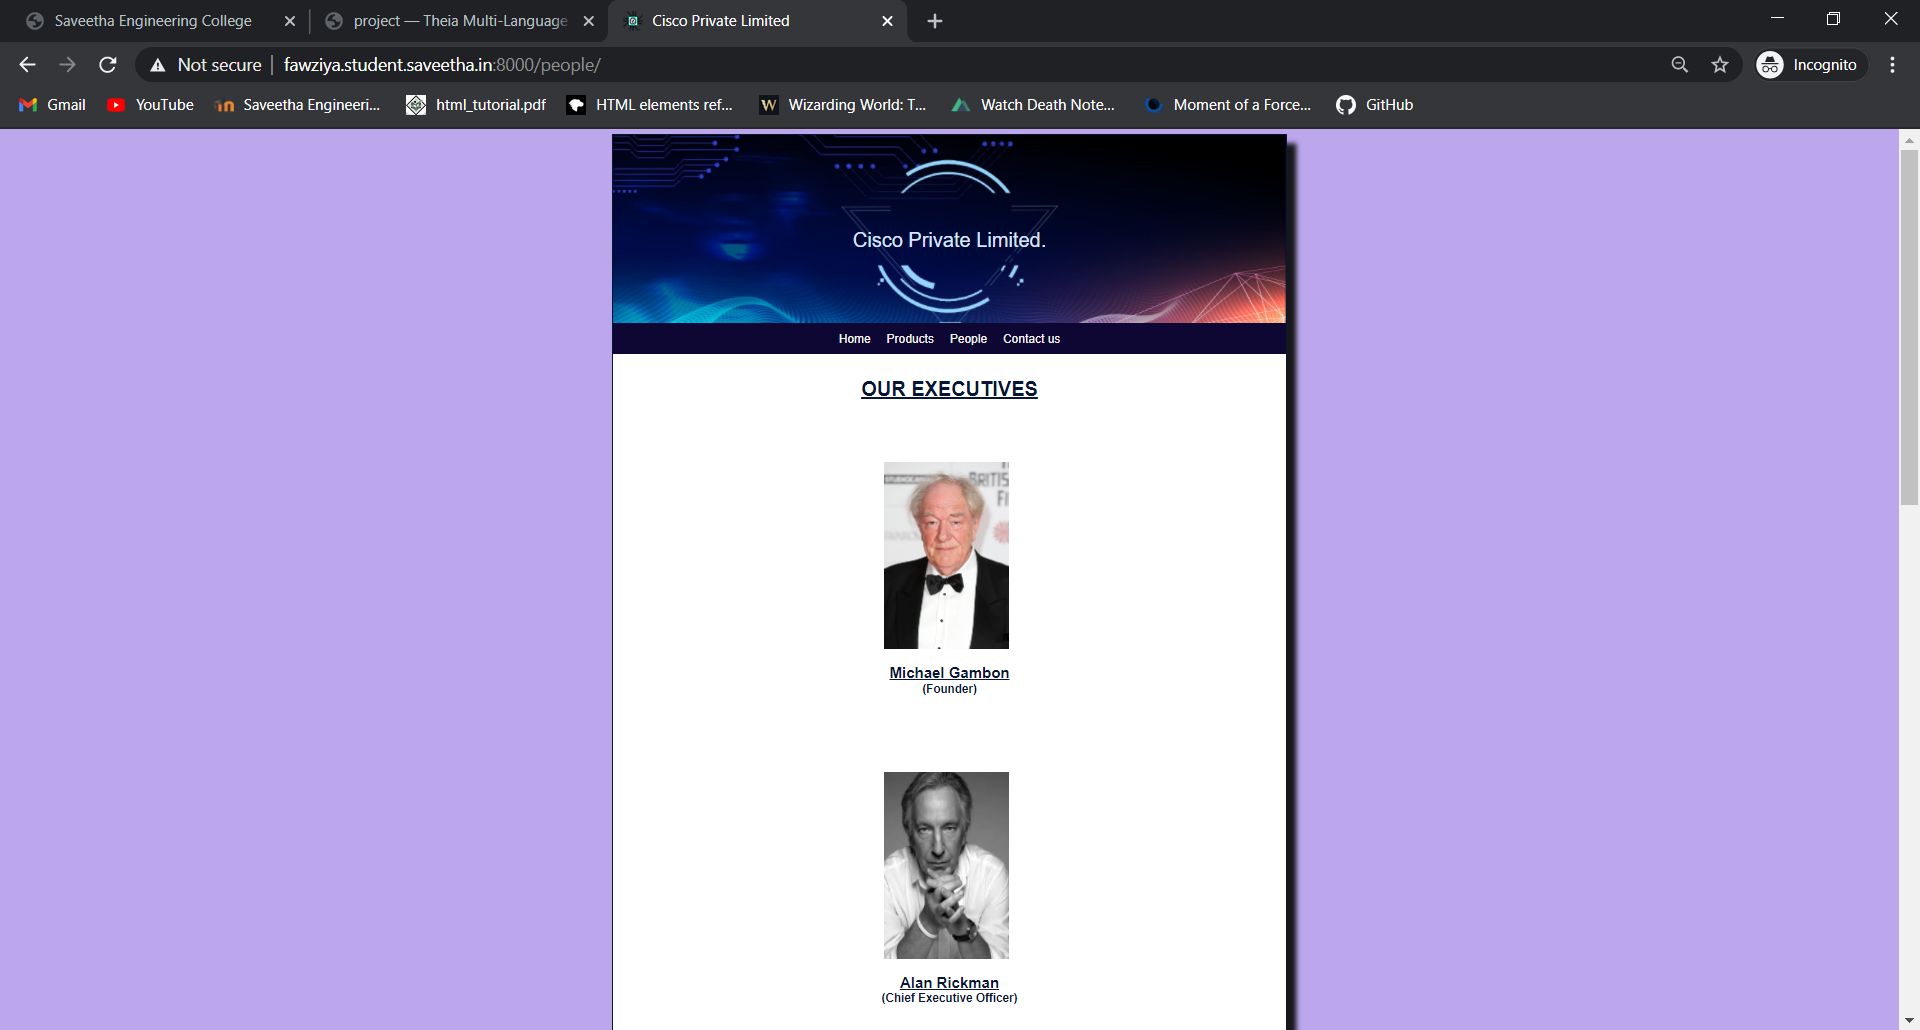 Saveetha Engineering College
project — Theia Multi-Language
Cisco Private Limited
Not secure
fawziya.student.saveetha.in:8000/people/
Incognito
Gmail
YouTube
Saveetha Engineeri...
html_tutorial.pdf
HTML elements ref...
Wizarding World: T...
Watch Death Note...
Moment of a Force...
GitHub
Cisco Private Limited.
Home Products People Contact us
OUR EXECUTIVES
Michael Gambon
(Founder)
Alan Rickman
(Chief Executive Officer)